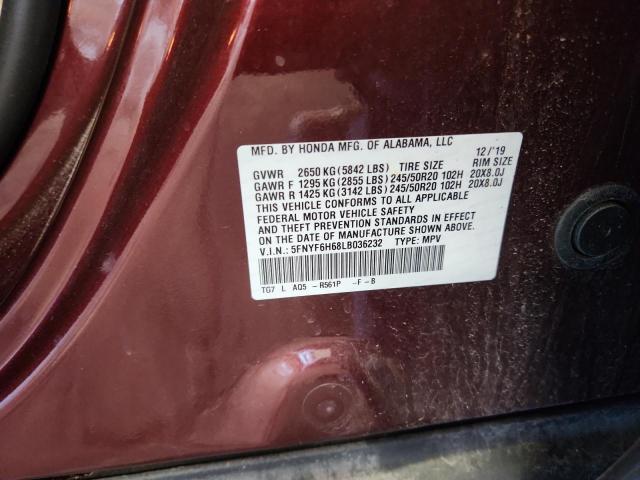 MFD. BY HONDA MFG. OF ALABAMA, LLC 12/'19
GVWR 2650 KG (5842 LBS) TIRE SIZE RIM SIZE
GAWR F 1295 KG (2855 LBS) 245/50R20 102H 20X8.0J
GAWR R 1425 KG (3142 LBS) 245/50R20 102H 20X8.0J
THIS VEHICLE CONFORMS TO ALL APPLICABLE
FEDERAL MOTOR VEHICLE SAFETY
AND THEFT PREVENTION STANDARDS IN EFFECT
ON THE DATE OF MANUFACTURE SHOWN ABOVE.
V.I.N.: 5FNYF6H68LB036232 TYPE: MPV
TG7 L AQ5 -R561P -F-B